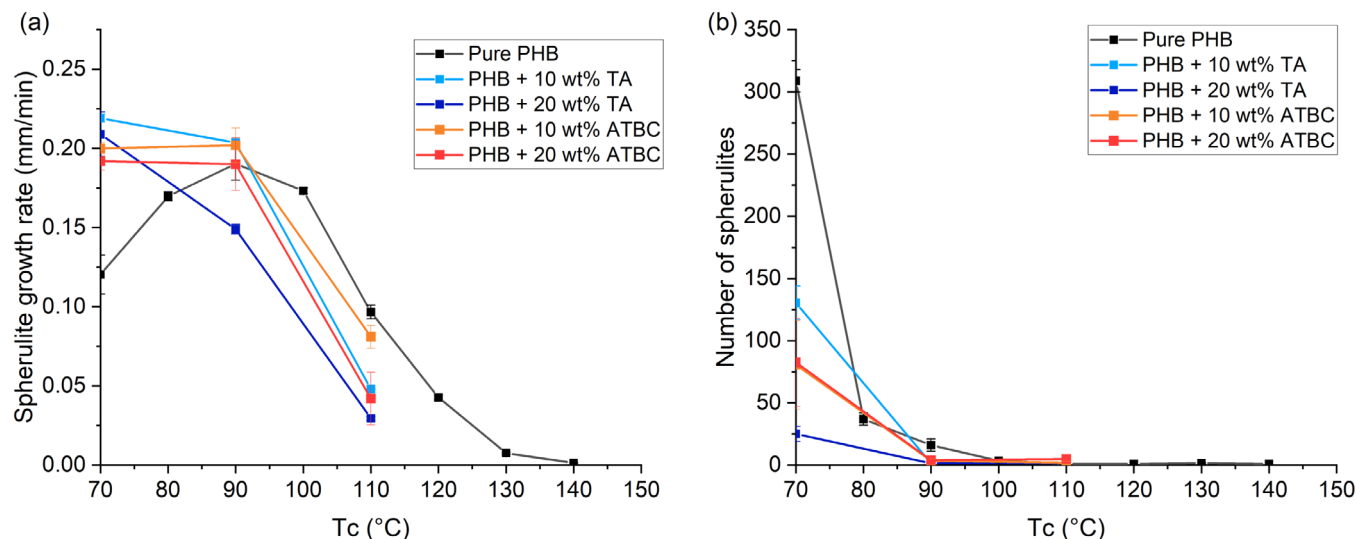 (a)
Spherulite growth rate (mm/min)
0.25
0.20
0.15
0.10
0.05
0.00
Pure PHB
PHB + 10 wt% TA
PHB + 20 wt% TA
PHB + 10 wt% ATBC
PHB + 20 wt% ATBC
70 80 90 100 110 120 130 140 150
Tc (°C)
(b)
Number of spherulites
350
300
250
200
150
100
50
0
Pure PHB
PHB + 10 wt% TA
PHB + 20 wt% TA
PHB + 10 wt% ATBC
PHB + 20 wt% ATBC
70 80 90 100 110 120 130 140 150
Tc (°C)